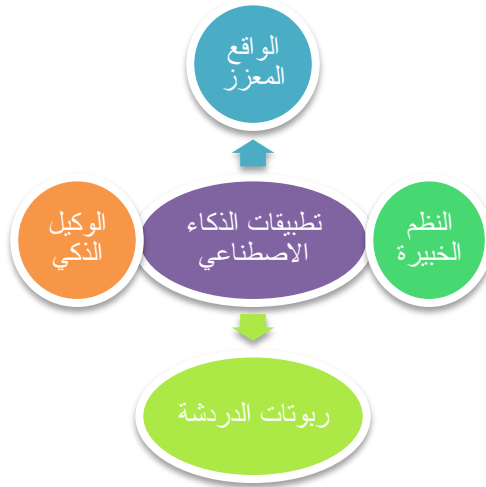 الواقع
المعزز
النظم
الخبيرة
تطبيقات الذكاء
الاصطناعي
الوكيل
الذكي
ربوتات الدردشة